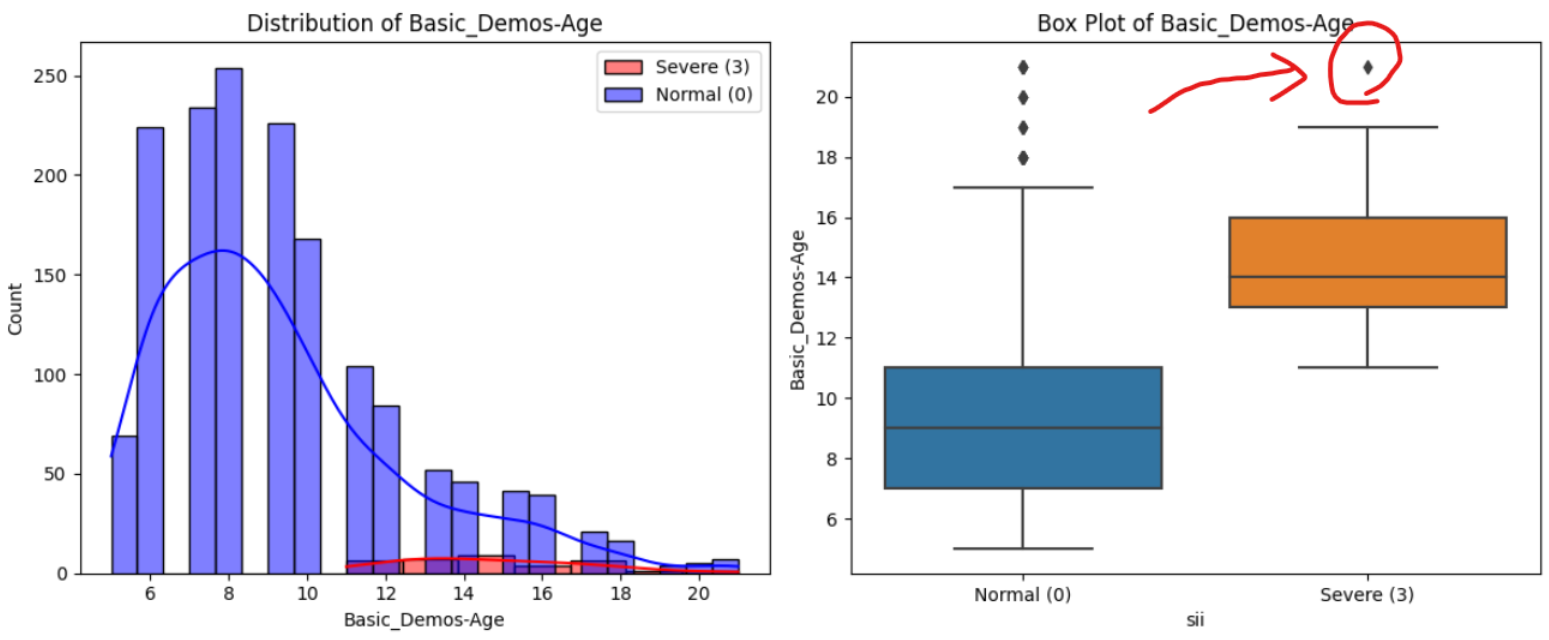 Distribution of Basic_Demos-Age
Severe (3)
Normal (0)
250
200
150
100
50
0
Count
6 8 10 12 14 16 18 20
Basic_Demos-Age
Box Plot of Basic_Demos-Age
20
18
16
14
12
10
8
6
Basic_Demos-Age
Normal (0) Severe (3)
sii